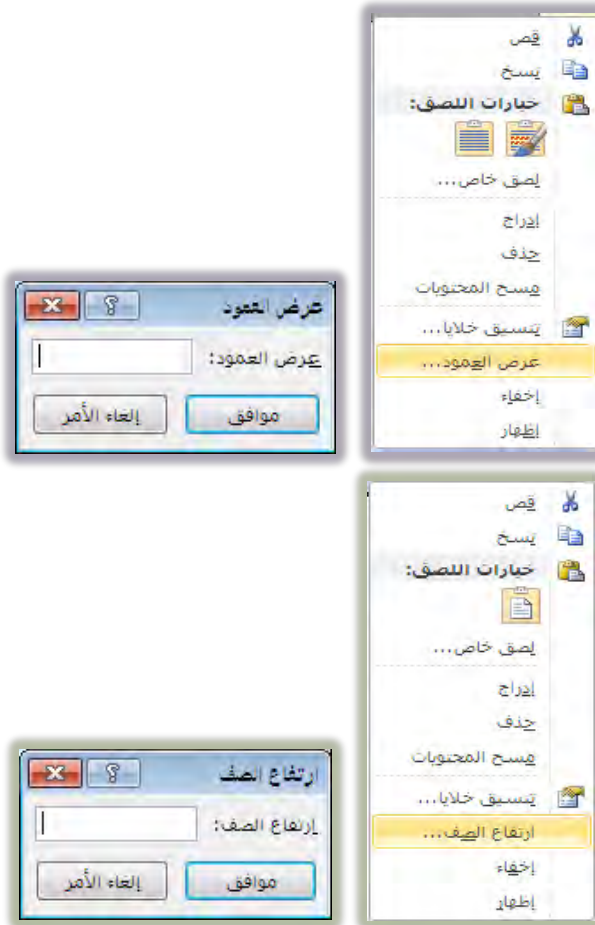 قص
نسخ
خيارات اللصق:
لصق خاص...
إدراج
حذف
مسح المحتويات
تنسيق خلايا...
عرض العمود...
إخفاء
إظهار
عرض العمود
عرض العمود:
موافق
إلغاء الأمر
قص
نسخ
خيارات اللصق:
لصق خاص...
إدراج
حذف
مسح المحتويات
تنسيق خلايا...
ارتفاع الصف...
إخفاء
إظهار
ارتفاع الصف
إرتفاع الصف:
موافق
إلغاء الأمر